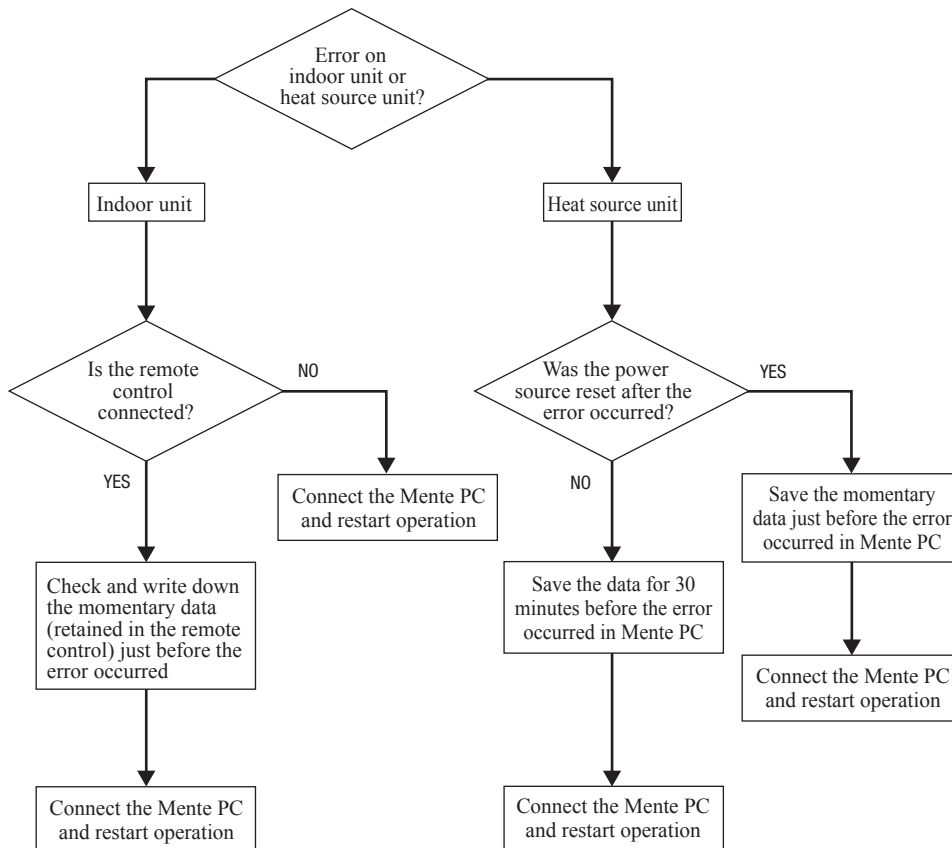 Error on
indoor unit or
heat source unit?
Indoor unit
Heat source unit
Is the remote
control
connected?
NO
YES
Was the power
source reset after the
error occurred?
YES
NO
Connect the Mente PC
and restart operation
Save the momentary
data just before the error
occurred in Mente PC
Check and write down
the momentary data
(retained in the remote
control) just before the
error occurred
Save the data for 30
minutes before the error
occurred in Mente PC
Connect the Mente PC
and restart operation
Connect the Mente PC
and restart operation
Connect the Mente PC
and restart operation